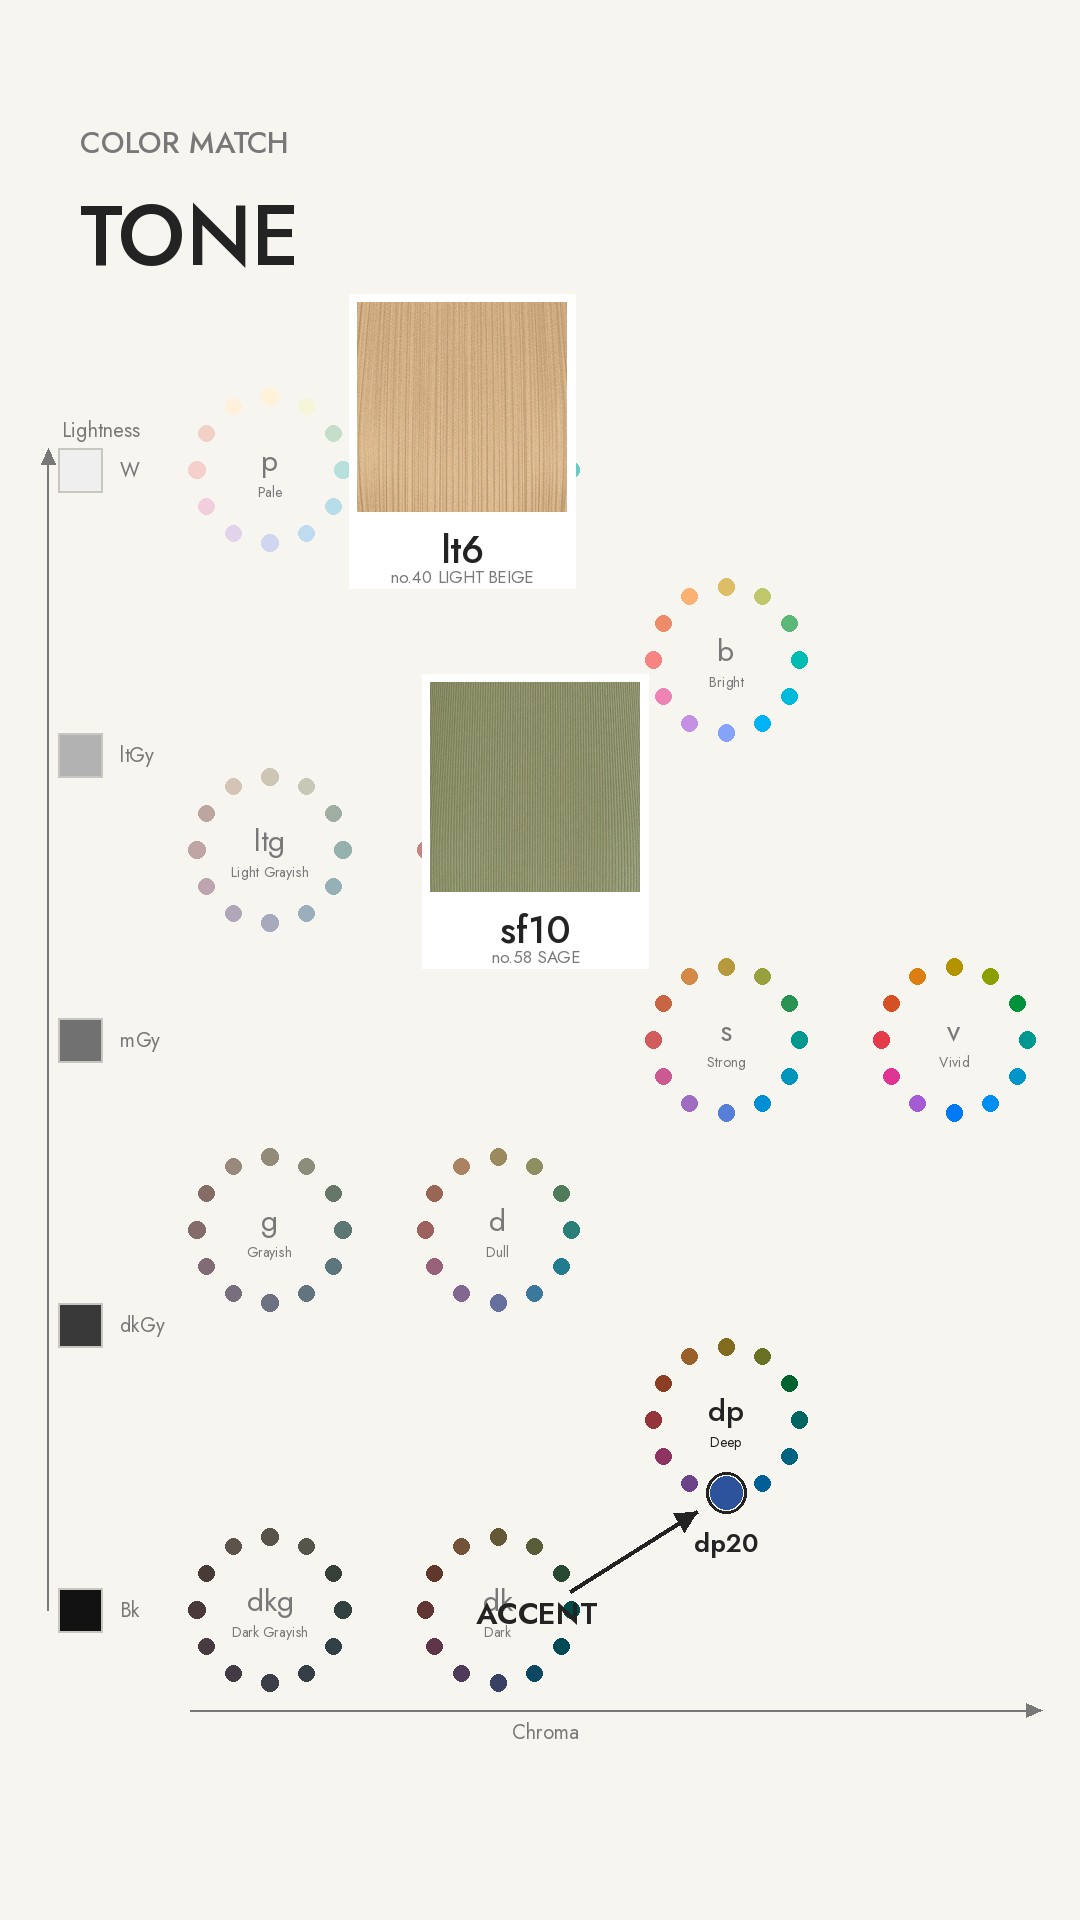 COLOR MATCH
TONE
Lightness
W
p
Pale
lt6
no.40 LIGHT BEIGE
b
Bright
ltGy
ltg
Light Grayish
sf10
no.58 SAGE
mGy
s
Strong
v
Vivid
g
Grayish
d
Dull
dkGy
dp
Deep
dp20
Bk
dkg
Dark Grayish
dk
ACCENT
Dark
Chroma